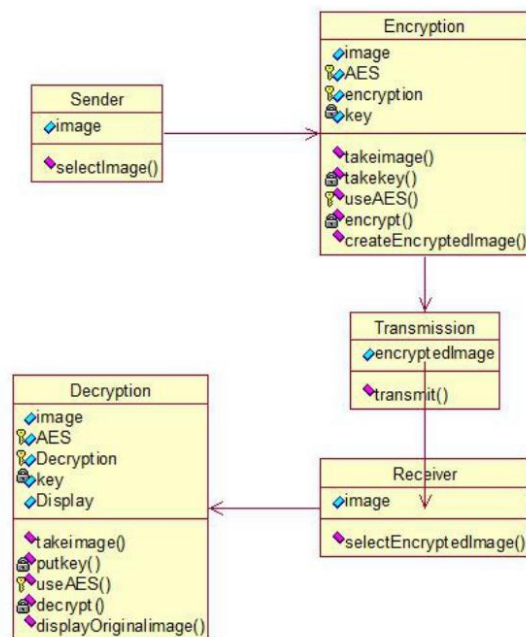 Sender
image
selectImage()
Encryption
image
AES
encryption
key
takeimage()
takekey()
useAES()
encrypt()
createEncryptedImage()
Transmission
encryptedImage
transmit()
Receiver
image
selectEncryptedImage()
Decryption
image
AES
Decryption
key
Display
takeimage()
putkey()
useAES()
decrypt()
displayOriginalimage()